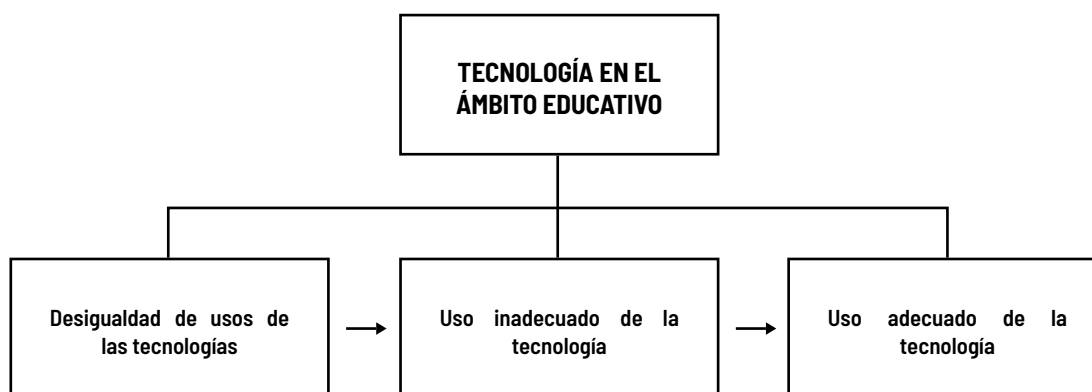 TECNOLOGÍA EN EL
ÁMBITO EDUCATIVO
Desigualdad de usos de
las tecnologías
Uso inadecuado de la
tecnología
Uso adecuado de la
tecnología